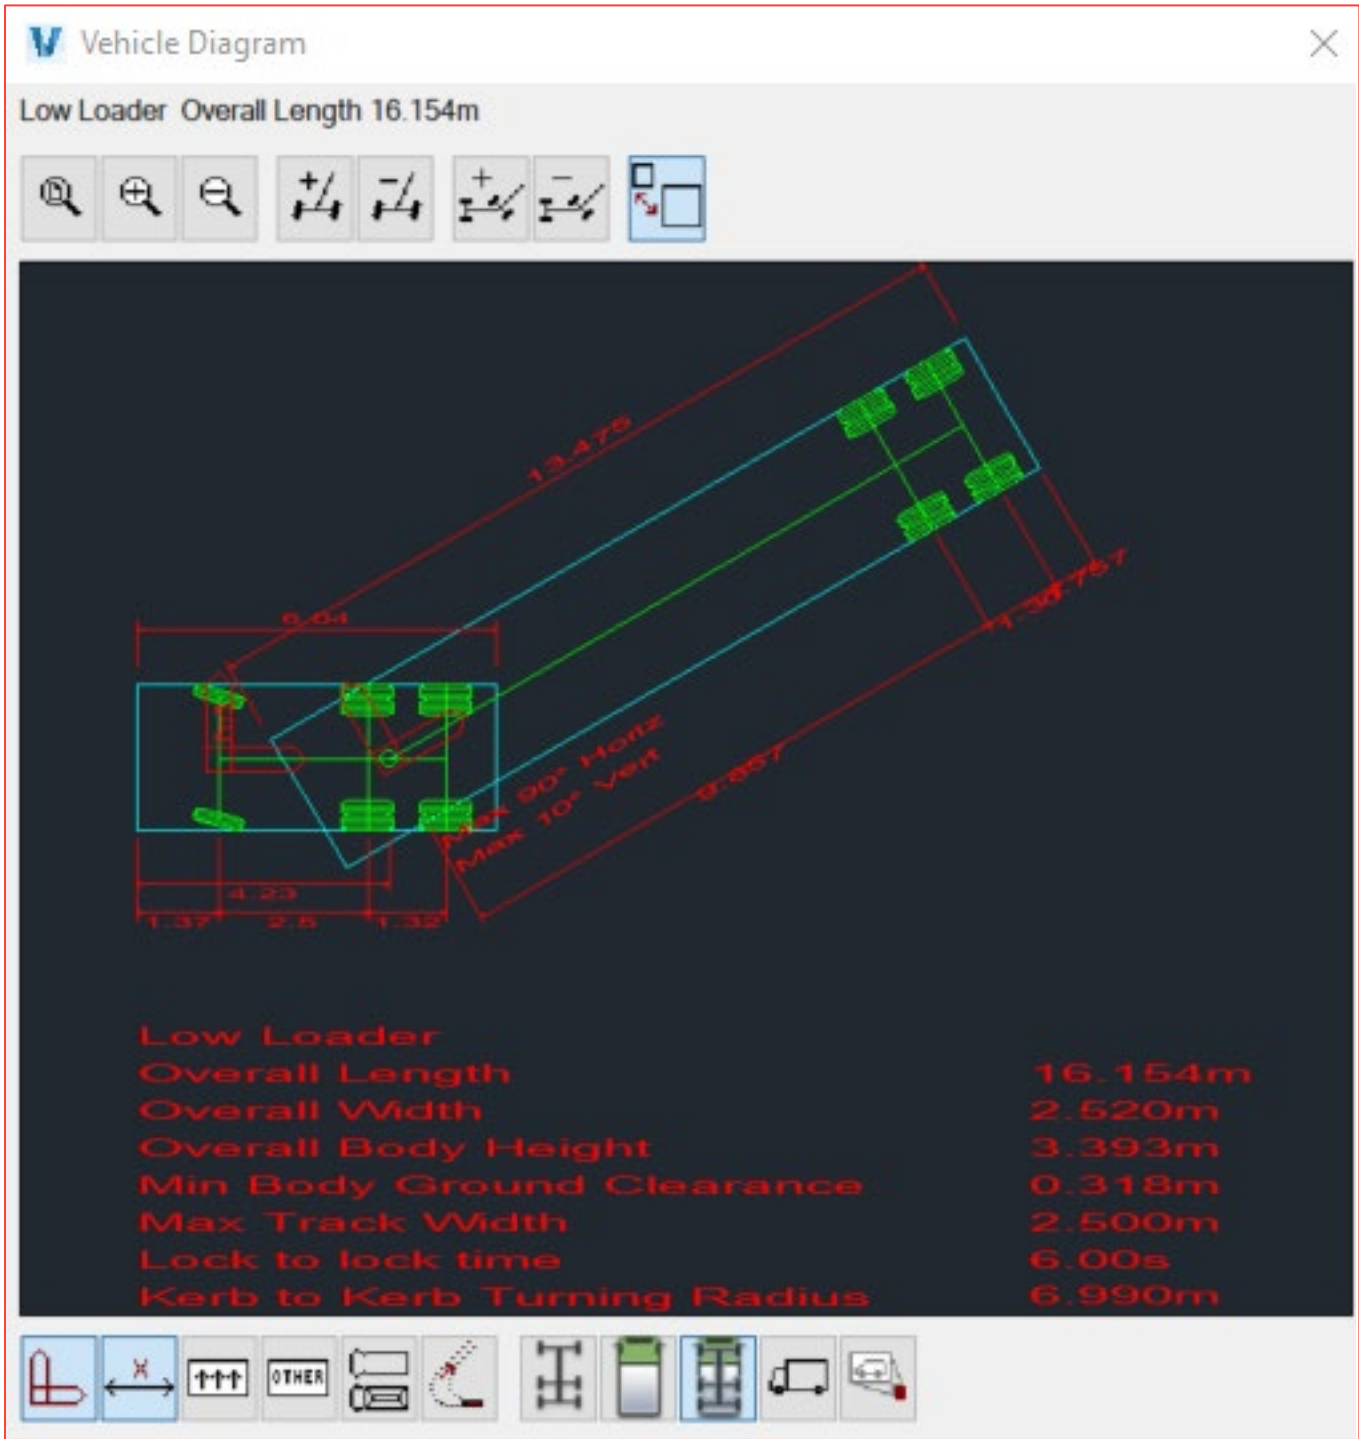 Vehicle Diagram
Low Loader Overall Length 16.154m
13.475
6.04
1.36
0.757
Max 90° Horiz
Max 10° Vert
9.857
4.23
1.37 2.5 1.32
Low Loader
Overall Length 16.154m
Overall Width 2.520m
Overall Body Height 3.393m
Min Body Ground Clearance 0.318m
Max Track Width 2.500m
Lock to lock time 6.00s
Kerb to Kerb Turning Radius 6.990m
X
OTHER